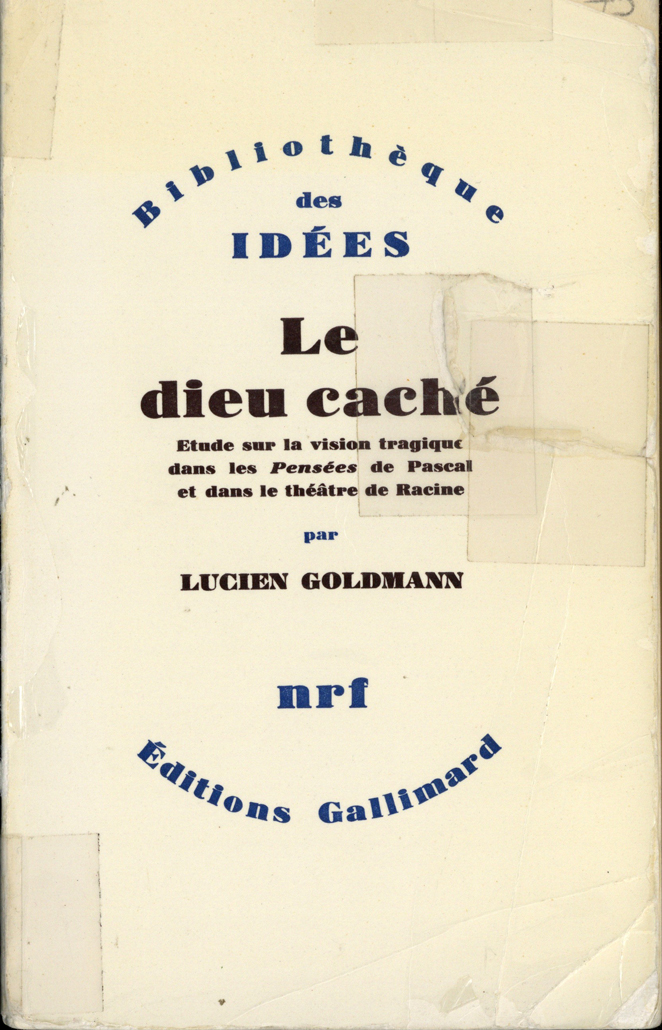 Bibliothèque
des
IDÉES
Le
dieu caché
Etude sur la vision tragique
dans les Pensées de Pascal
et dans le théâtre de Racine
par
LUCIEN GOLDMANN
nrf
Éditions Gallimard